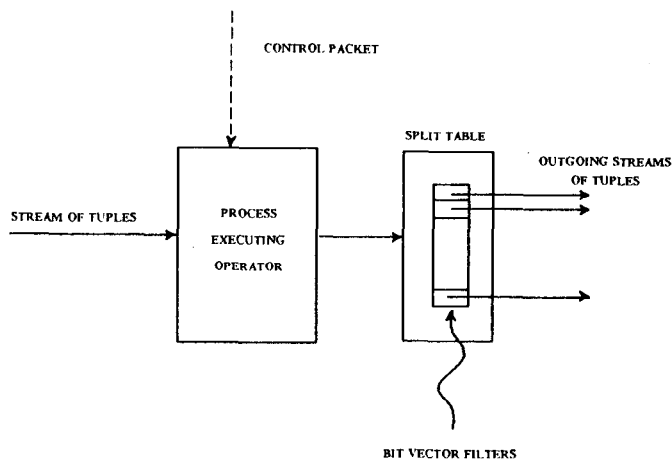 CONTROL PACKET
SPLIT TABLE
OUTGOING STREAMS
OF TUPLES
STREAM OF TUPLES
PROCESS
EXECUTING
OPERATOR
BIT VECTOR FILTERS